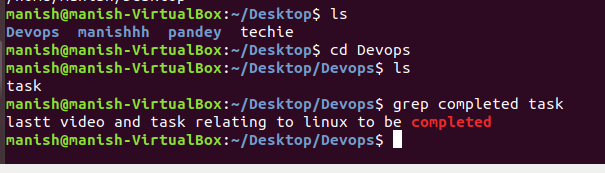 manish@manish-VirtualBox:~/Desktop$ ls
Devops  manishhh  pandey  techie
manish@manish-VirtualBox:~/Desktop$ cd Devops
manish@manish-VirtualBox:~/Desktop/Devops$ ls
task
manish@manish-VirtualBox:~/Desktop/Devops$ grep completed task
lastt video and task relating to linux to be completed
manish@manish-VirtualBox:~/Desktop/Devops$